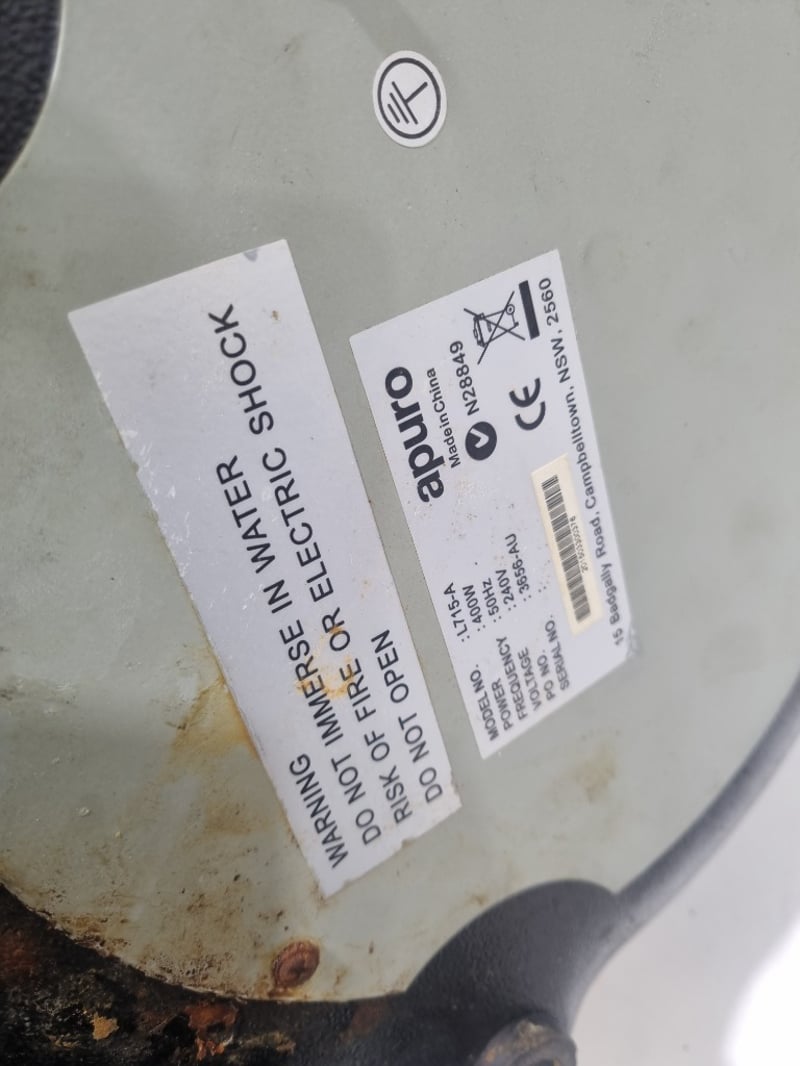 WARNING
DO NOT IMMERSE IN WATER
RISK OF FIRE OR ELECTRIC SHOCK
DO NOT OPEN
apuro
Made in China
N28849
CE
MODEL NO : L715-A
POWER : 400W
FREQUENCY : 50Hz
VOLTAGE : 240V
PO NO. : 3656-AU
SERIAL NO. :
15 Badgally Road, Campbelltown, NSW, 2560